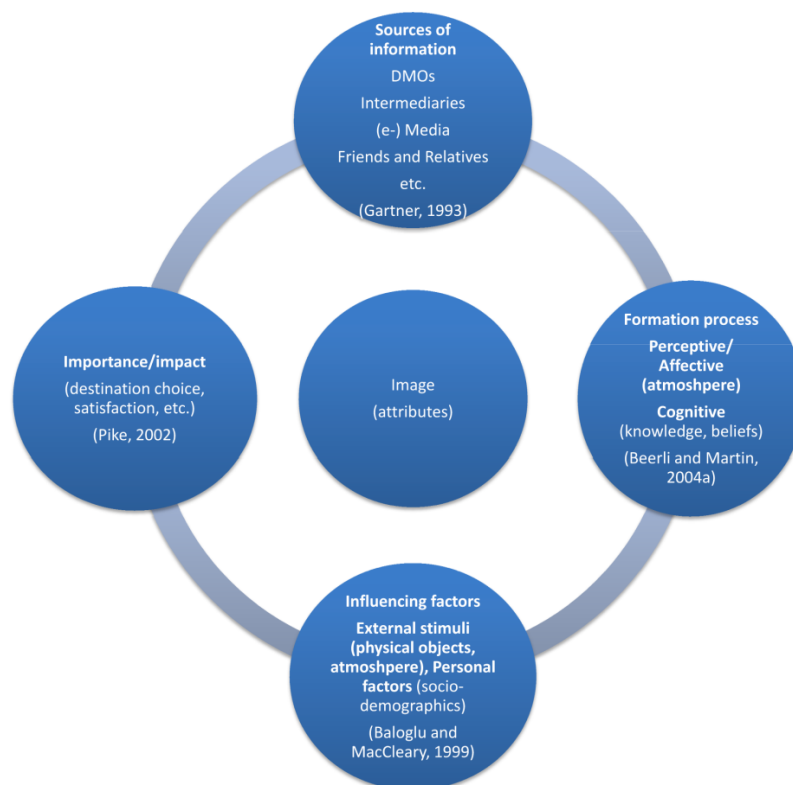 Sources of
information
DMOs
Intermediaries
(e-) Media
Friends and Relatives
etc.
(Gartner, 1993)
Importance/impact
(destination choice,
satisfaction, etc.)
(Pike, 2002)
Image
(attributes)
Formation process
Perceptive/
Affective
(atmoshpere)
Cognitive
(knowledge, beliefs)
(Beerli and Martin,
2004a)
Influencing factors
External stimuli
(physical objects,
atmoshpere), Personal
factors (socio-
demographics)
(Baloglu and
MacCleary, 1999)